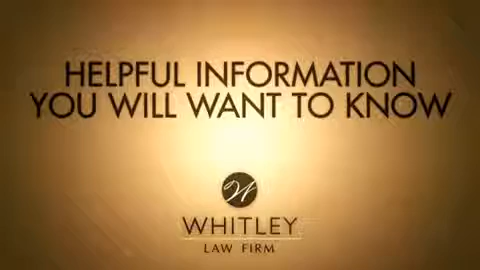 HELPFUL INFORMATION
YOU WILL WANT TO KNOW
W
WHITLEY
LAW FIRM